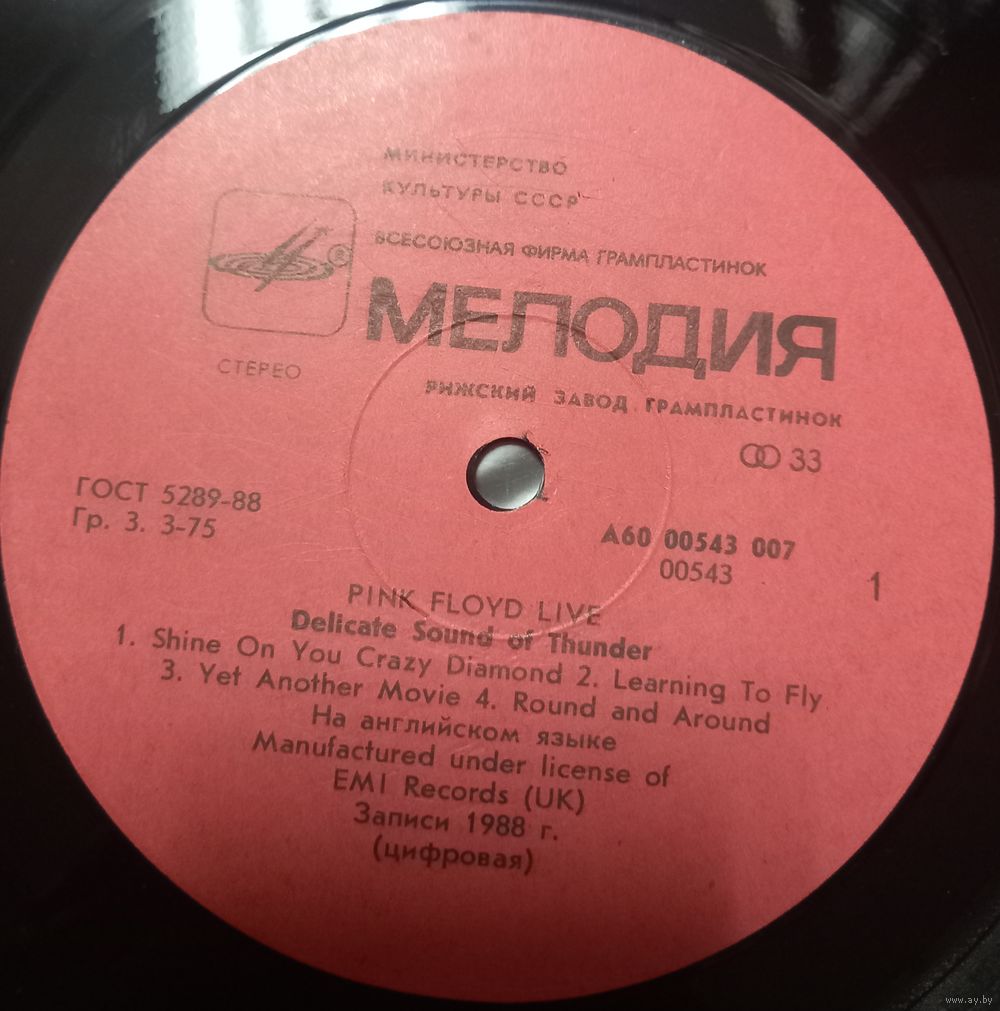 МИНИСТЕРСТВО
КУЛЬТУРЫ СССР
ВСЕСОЮЗНАЯ ФИРМА ГРАМПЛАСТИНОК
®
МЕЛОДИЯ
СТЕРЕО
РИЖСКИЙ ЗАВОД ГРАМПЛАСТИНОК
33
ГОСТ 5289-88
Гр. 3. 3-75
А60 00543 007
00543
1
PINK FLOYD LIVE
Delicate Sound of Thunder
1. Shine On You Crazy Diamond 2. Learning To Fly
3. Yet Another Movie 4. Round and Around
На английском языке
Manufactured under license of
EMI Records (UK)
Записи 1988 г.
(цифровая)
www.ay.by